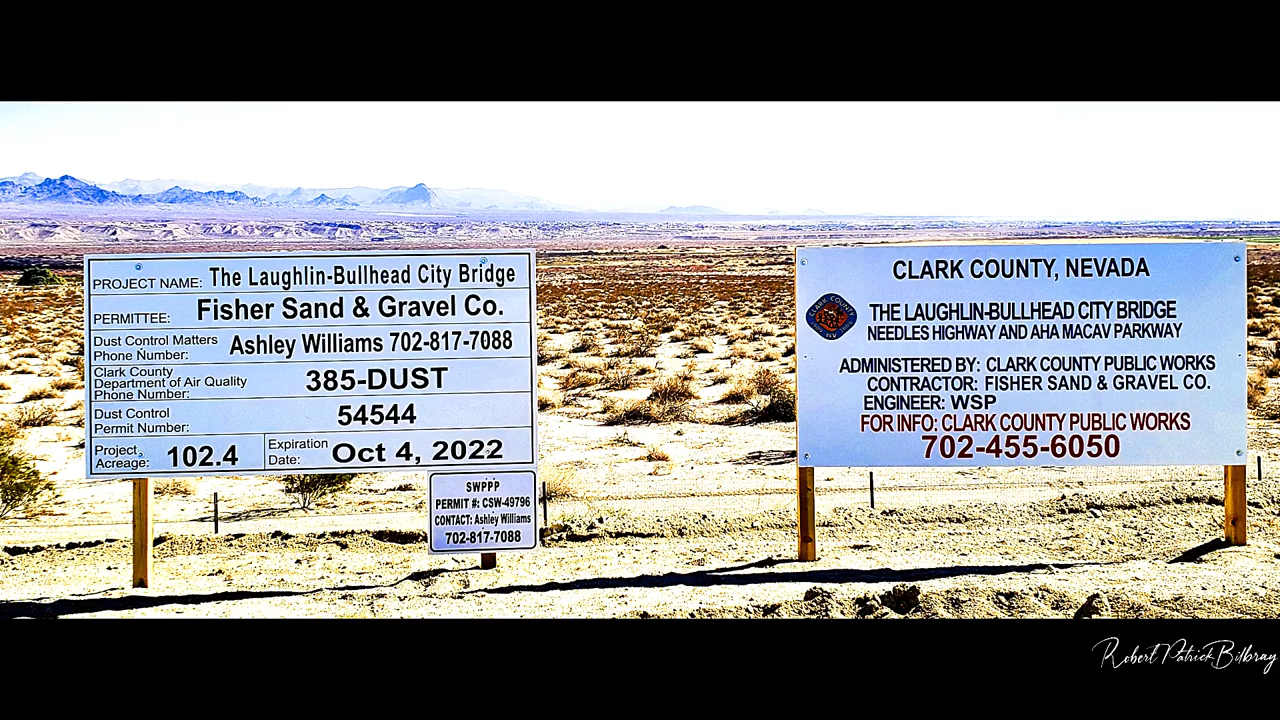 PROJECT NAME: The Laughlin-Bullhead City Bridge
PERMITTEE: Fisher Sand & Gravel Co.
Dust Control Matters
Phone Number: Ashley Williams 702-817-7088
Clark County
Department of Air Quality
Phone Number: 385-DUST
Dust Control
Permit Number: 54544
Project
Acreage: 102.4
Expiration
Date: Oct 4, 2022
SWPPP
PERMIT #: CSW-49796
CONTACT: Ashley Williams
702-817-7088
CLARK COUNTY, NEVADA
CLARK COUNTY
NV
THE LAUGHLIN-BULLHEAD CITY BRIDGE
NEEDLES HIGHWAY AND AHA MACAV PARKWAY
ADMINISTERED BY: CLARK COUNTY PUBLIC WORKS
CONTRACTOR: FISHER SAND & GRAVEL CO.
ENGINEER: WSP
FOR INFO: CLARK COUNTY PUBLIC WORKS
702-455-6050
Robert Patrick Bilbray